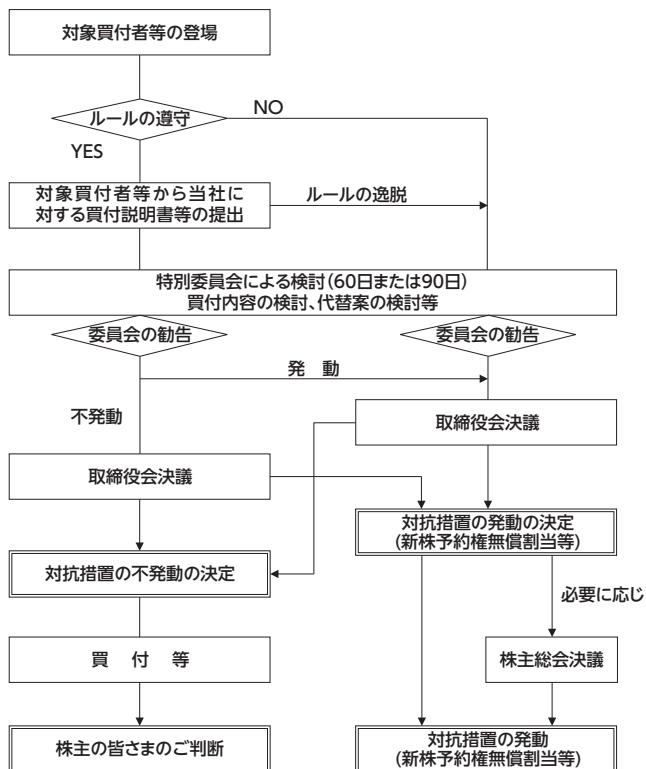 対象買付者等の登場
ルールの遵守
NO
YES
対象買付者等から当社に
対する買付説明書等の提出
ルールの逸脱
特別委員会による検討(60日または90日)
買付内容の検討、代替案の検討等
委員会の勧告
委員会の勧告
発 動
不発動
取締役会決議
取締役会決議
対抗措置の発動の決定
(新株予約権無償割当等)
対抗措置の不発動の決定
必要に応じ
買 付 等
株主総会決議
株主の皆さまのご判断
対抗措置の発動
(新株予約権無償割当等)